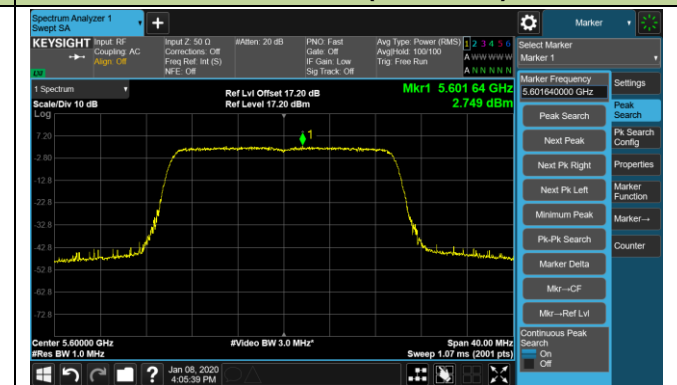 Spectrum Analyzer 1
Swept SA
Marker
KEYSIGHT
Input: RF
Coupling: AC
Align: Off
Input Z: 50 Ω
Corrections: Off
Freq Ref: Int (S)
NFE: Off
#Atten: 20 dB
PNO: Fast
Gate: Off
IF Gain: Low
Sig Track: Off
Avg Type: Power (RMS)
Avg|Hold: 100/100
Trig: Free Run
1 2 3 4 5 6
A W W W W W
A N N N N N
Select Marker
Marker 1
1 Spectrum
Scale/Div 10 dB
Log
Ref Lvl Offset 17.20 dB
Ref Level 17.20 dBm
Mkr1 5.601 64 GHz
2.749 dBm
Marker Frequency
5.601640000 GHz
Peak Search
Next Peak
Next Pk Right
Next Pk Left
Minimum Peak
Pk-Pk Search
Marker Delta
Mkr→CF
Mkr→Ref Lvl
Continuous Peak
Search
On
Off
Settings
Peak
Search
Pk Search
Config
Properties
Marker
Function
Marker→
Counter
1
7.20
-2.80
-12.8
-22.8
-32.8
-42.8
-52.8
-62.8
-72.8
Center 5.60000 GHz
#Res BW 1.0 MHz
#Video BW 3.0 MHz*
Span 40.00 MHz
Sweep 1.07 ms (2001 pts)
?
Jan 08, 2020
4:05:39 PM